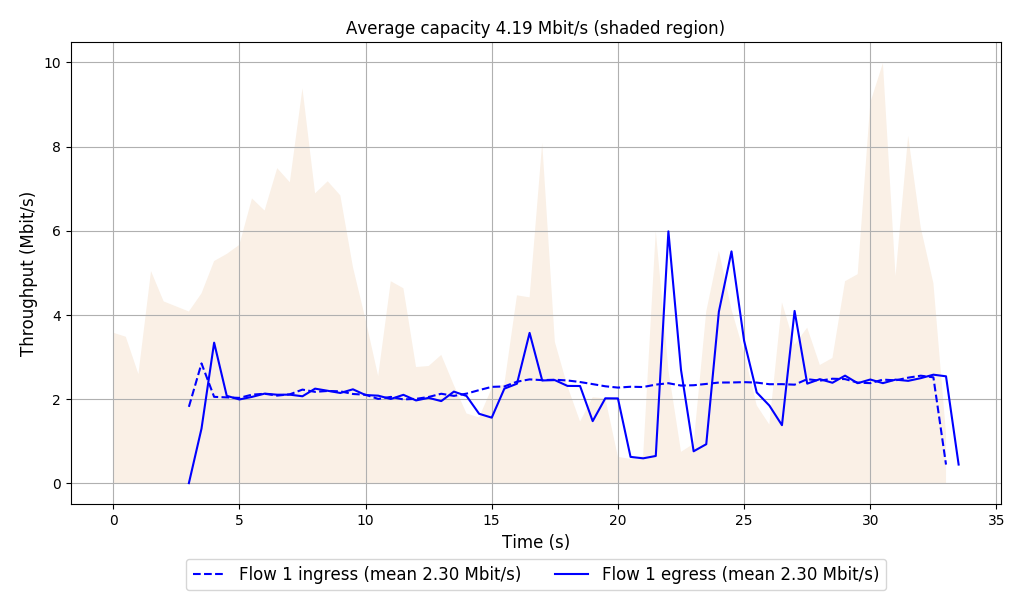 Average capacity 4.19 Mbit/s (shaded region)
10
8
6
4
2
0
Throughput (Mbit/s)
0 5 10 15 20 25 30 35
Time (s)
Flow 1 ingress (mean 2.30 Mbit/s) Flow 1 egress (mean 2.30 Mbit/s)